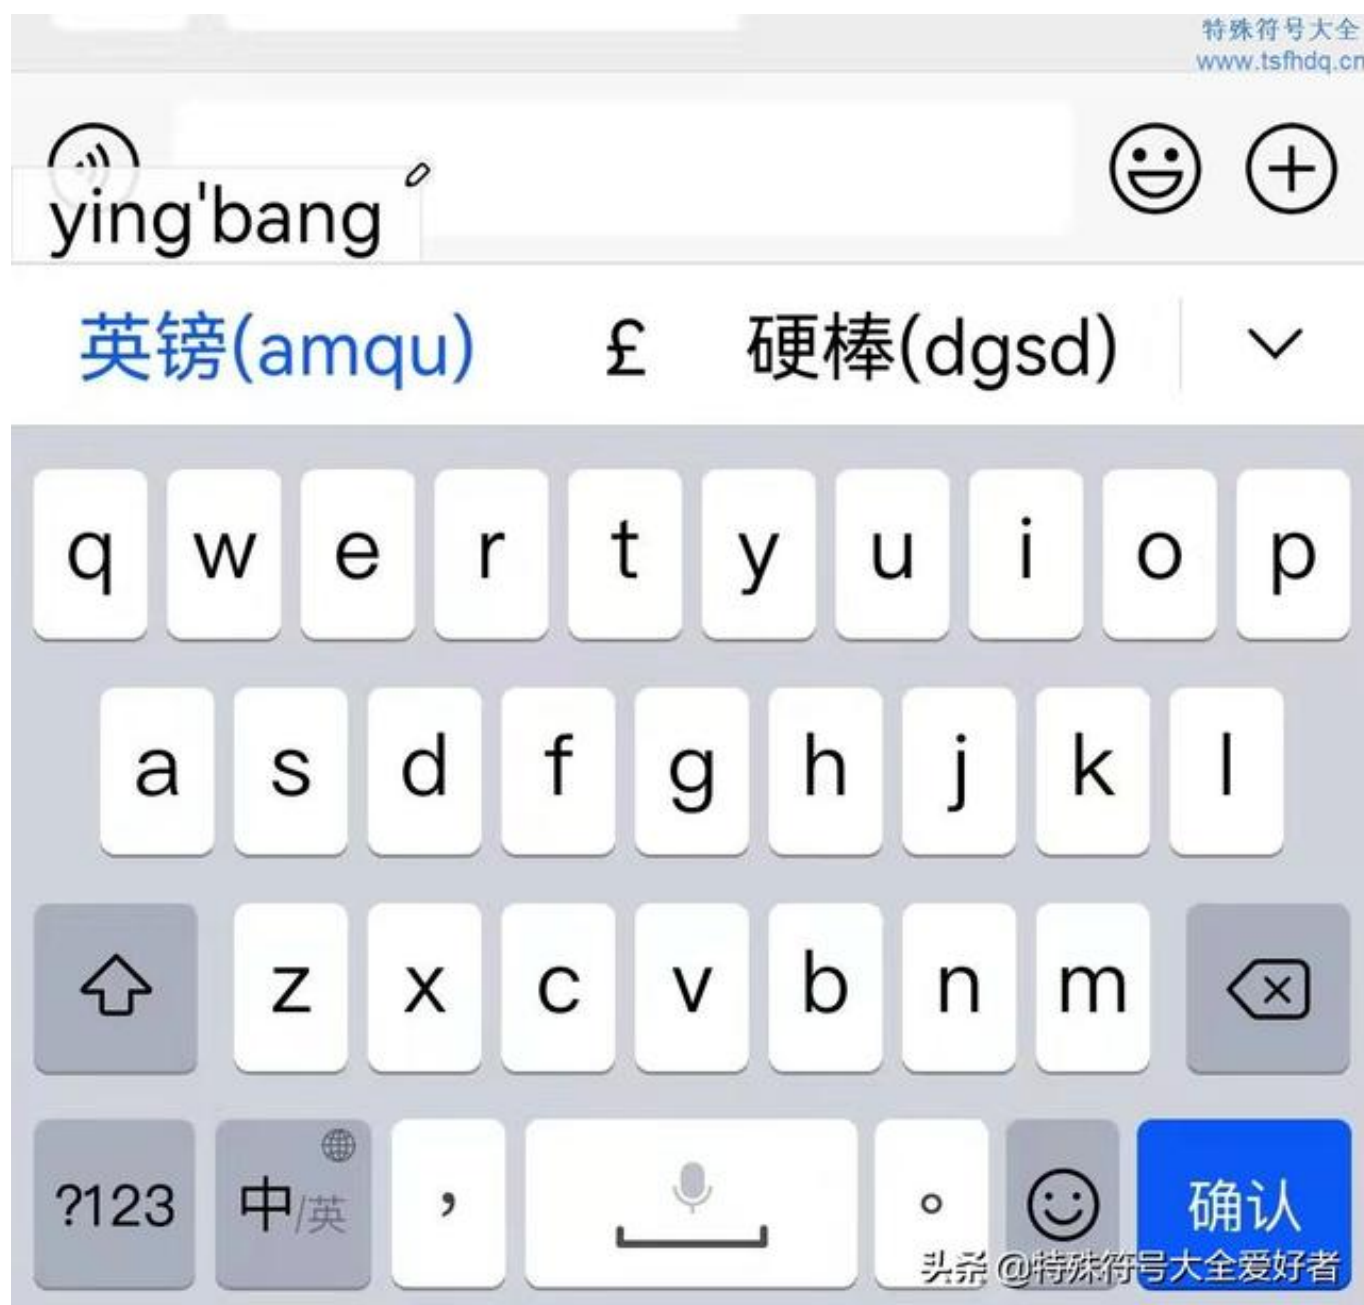 特殊符号大全
www.tsfhdq.cn
ying'bang
英镑(amqu) £ 硬棒(dgsd)
q w e r t y u i o p
a s d f g h j k l
z x c v b n m
?123 中/英 , 。 确认
头条 @特殊符号大全爱好者